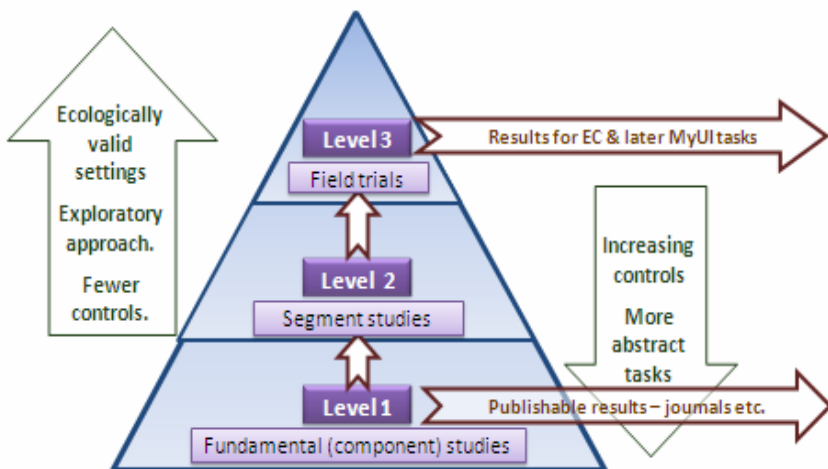 Ecologically
valid
settings
Exploratory
approach.
Fewer
controls.
Level 3
Field trials
Level 2
Segment studies
Level 1
Fundamental (component) studies
Results for EC & later MyUI tasks
Increasing
controls
More
abstract
tasks
Publishable results – journals etc.